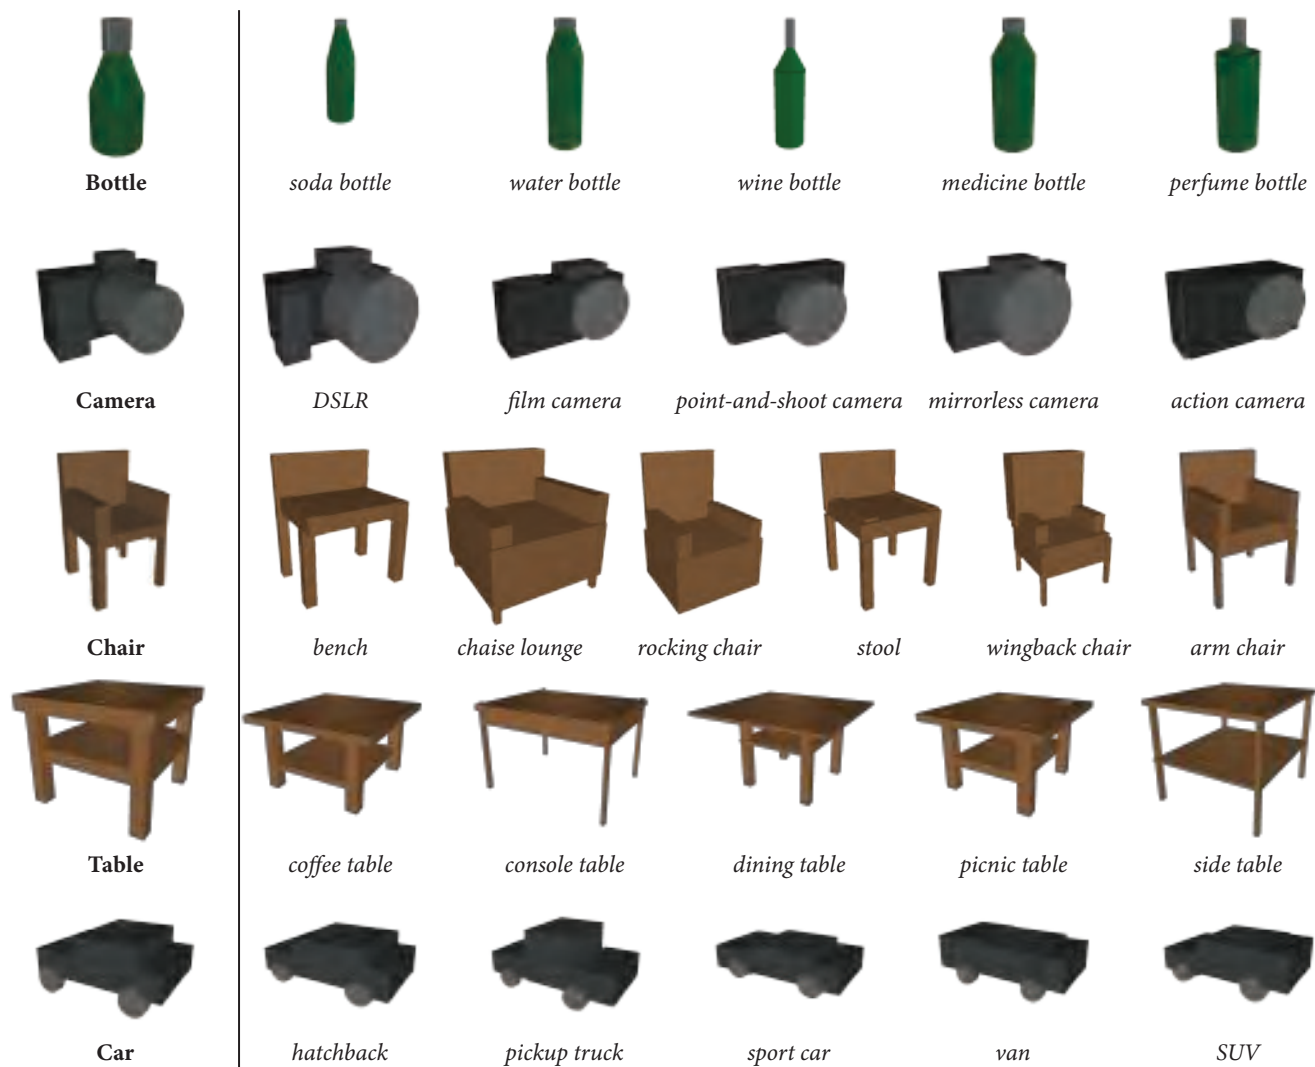 Bottle soda bottle water bottle wine bottle medicine bottle perfume bottle
Camera DSLR film camera point-and-shoot camera mirrorless camera action camera
Chair bench chaise lounge rocking chair stool wingback chair arm chair
Table coffee table console table dining table picnic table side table
Car hatchback pickup truck sport car van SUV